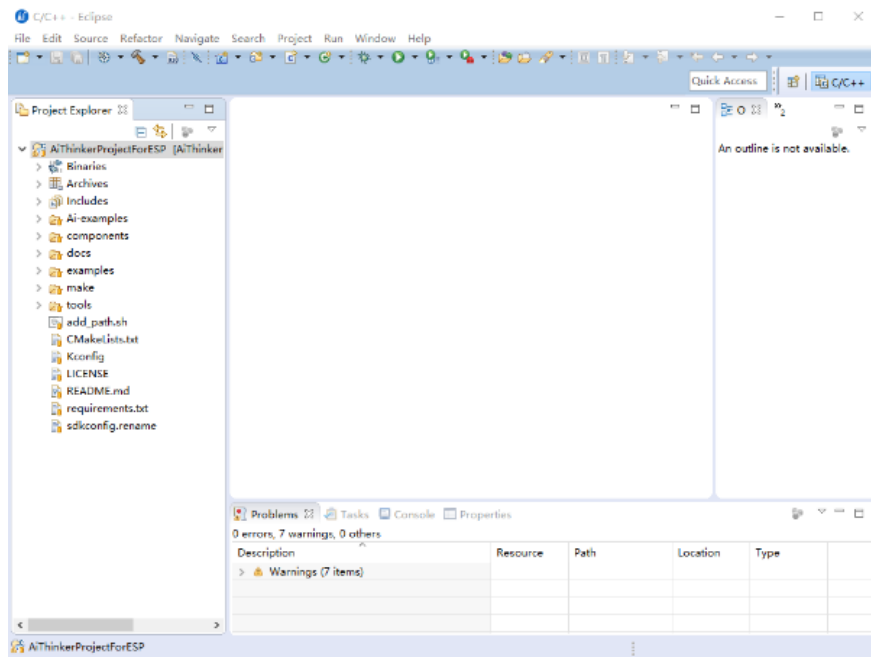 C/C++ - Eclipse
File Edit Source Refactor Navigate Search Project Run Window Help
Quick Access
C/C++
Project Explorer
AiThinkerProjectForESP [AiThinker
Binaries
Archives
Includes
Ai-examples
components
docs
examples
make
tools
add_path.sh
CMakeLists.txt
Kconfig
LICENSE
README.md
requirements.txt
sdkconfig.rename
O
2
An outline is not available.
Problems Tasks Console Properties
0 errors, 7 warnings, 0 others
Description Resource Path Location Type
Warnings (7 items)
AiThinkerProjectForESP